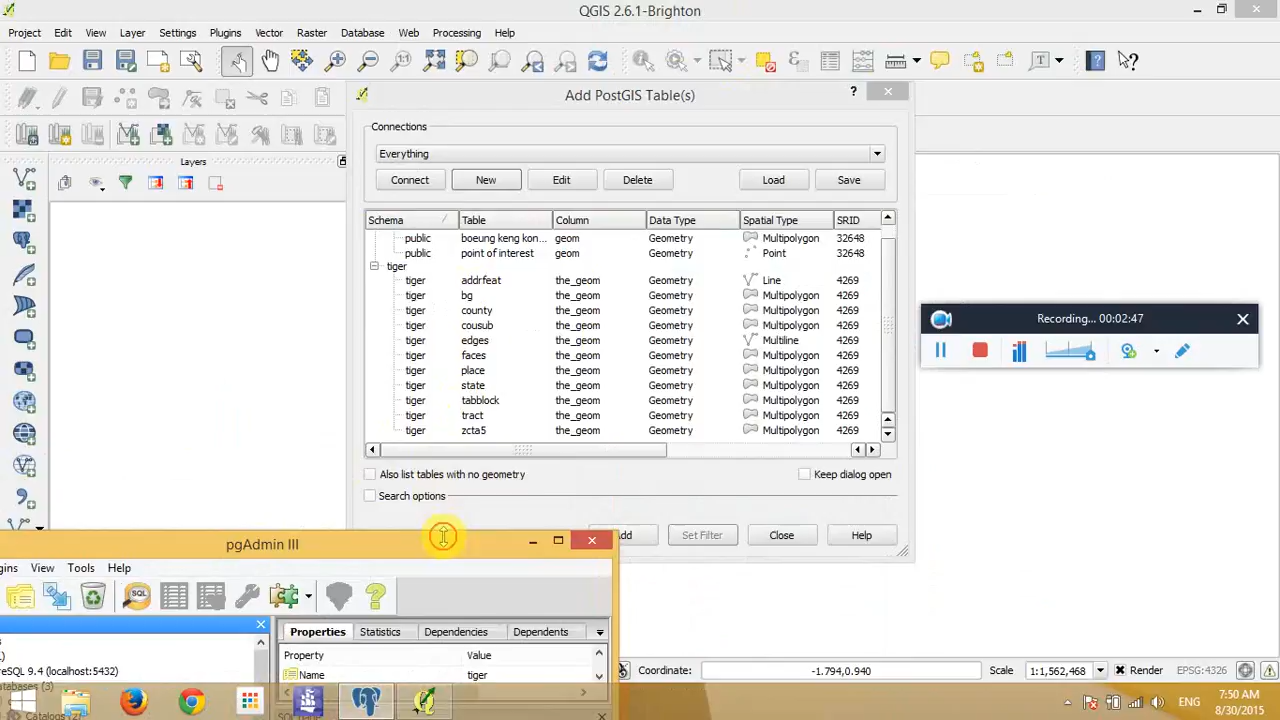 QGIS 2.6.1-Brighton
Project Edit View Layer Settings Plugins Vector Raster Database Web Processing Help
Layers
Add PostGIS Table(s)
Connections
Everything
Connect New Edit Delete Load Save
Schema Table Column Data Type Spatial Type SRID
public boeung keng kon... geom Geometry Multipolygon 32648
public point of interest geom Geometry Point 32648
tiger
tiger addrfeat the_geom Geometry Line 4269
tiger bg the_geom Geometry Multipolygon 4269
tiger county the_geom Geometry Multipolygon 4269
tiger cousub the_geom Geometry Multipolygon 4269
tiger edges the_geom Geometry Multiline 4269
tiger faces the_geom Geometry Multipolygon 4269
tiger place the_geom Geometry Multipolygon 4269
tiger state the_geom Geometry Multipolygon 4269
tiger tabblock the_geom Geometry Multipolygon 4269
tiger tract the_geom Geometry Multipolygon 4269
tiger zcta5 the_geom Geometry Multipolygon 4269
Also list tables with no geometry Keep dialog open
Search options
Add Set Filter Close Help
Recording... 00:02:47
pgAdmin III
gins View Tools Help
SQL
Properties Statistics Dependencies Dependents
Property Value
Name tiger
reSQL 9.4 (localhost:5432)
atabases (3)
Catalogs (2)
Coordinate: -1.794,0.940 Scale 1:1,562,468 Render EPSG:4326
ENG
7:50 AM
8/30/2015